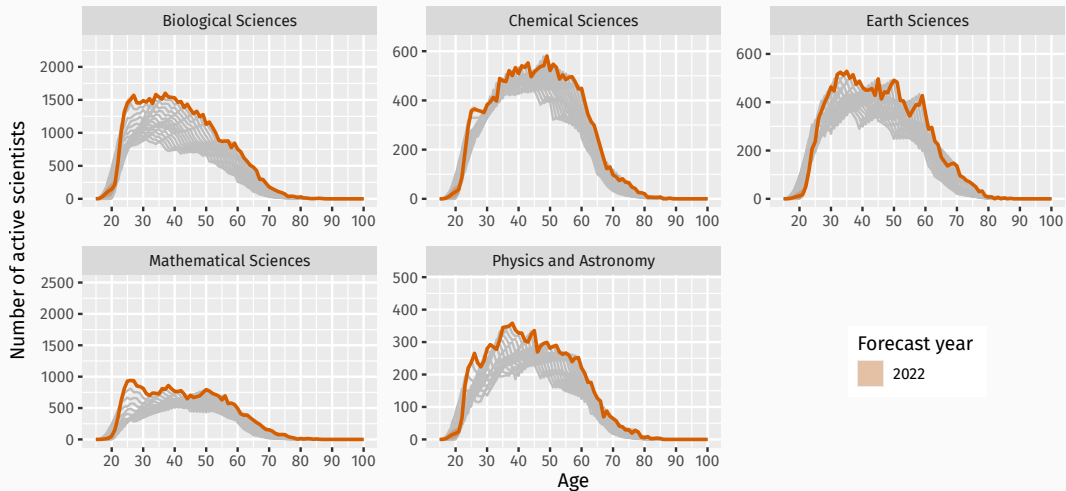 Biological Sciences
Chemical Sciences
Earth Sciences
2000
1500
1000
500
0
600
400
200
0
600
400
200
0
20 30 40 50 60 70 80 90 100
20 30 40 50 60 70 80 90 100
20 30 40 50 60 70 80 90 100
Number of active scientists
Mathematical Sciences
Physics and Astronomy
2500
2000
1500
1000
500
0
500
400
300
200
100
0
20 30 40 50 60 70 80 90 100
20 30 40 50 60 70 80 90 100
Age
Forecast year
2022